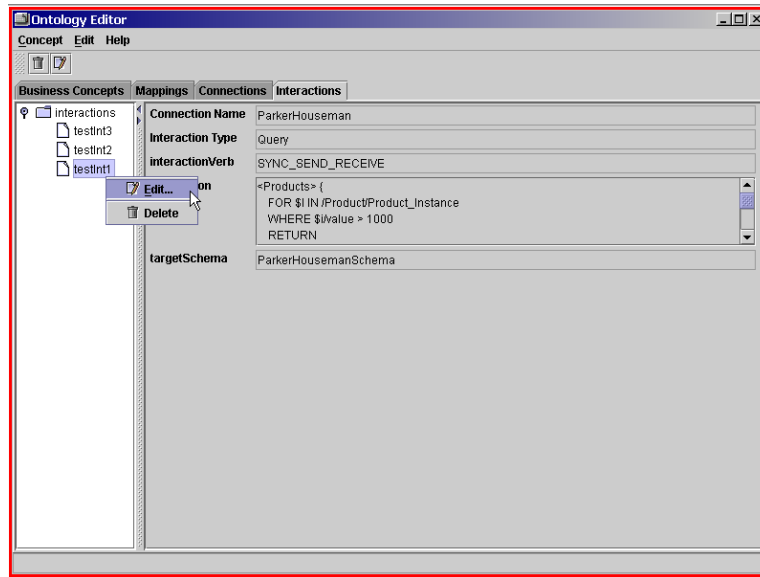 Ontology Editor
Concept Edit Help
Business Concepts Mappings Connections Interactions
interactions
testInt3
testInt2
testInt1
Edit...
Delete
Connection Name ParkerHouseman
Interaction Type Query
interactionVerb SYNC_SEND_RECEIVE
on
<Products> {
FOR $I IN /Product/Product_Instance
WHERE $i/value > 1000
RETURN
targetSchema ParkerHousemanSchema